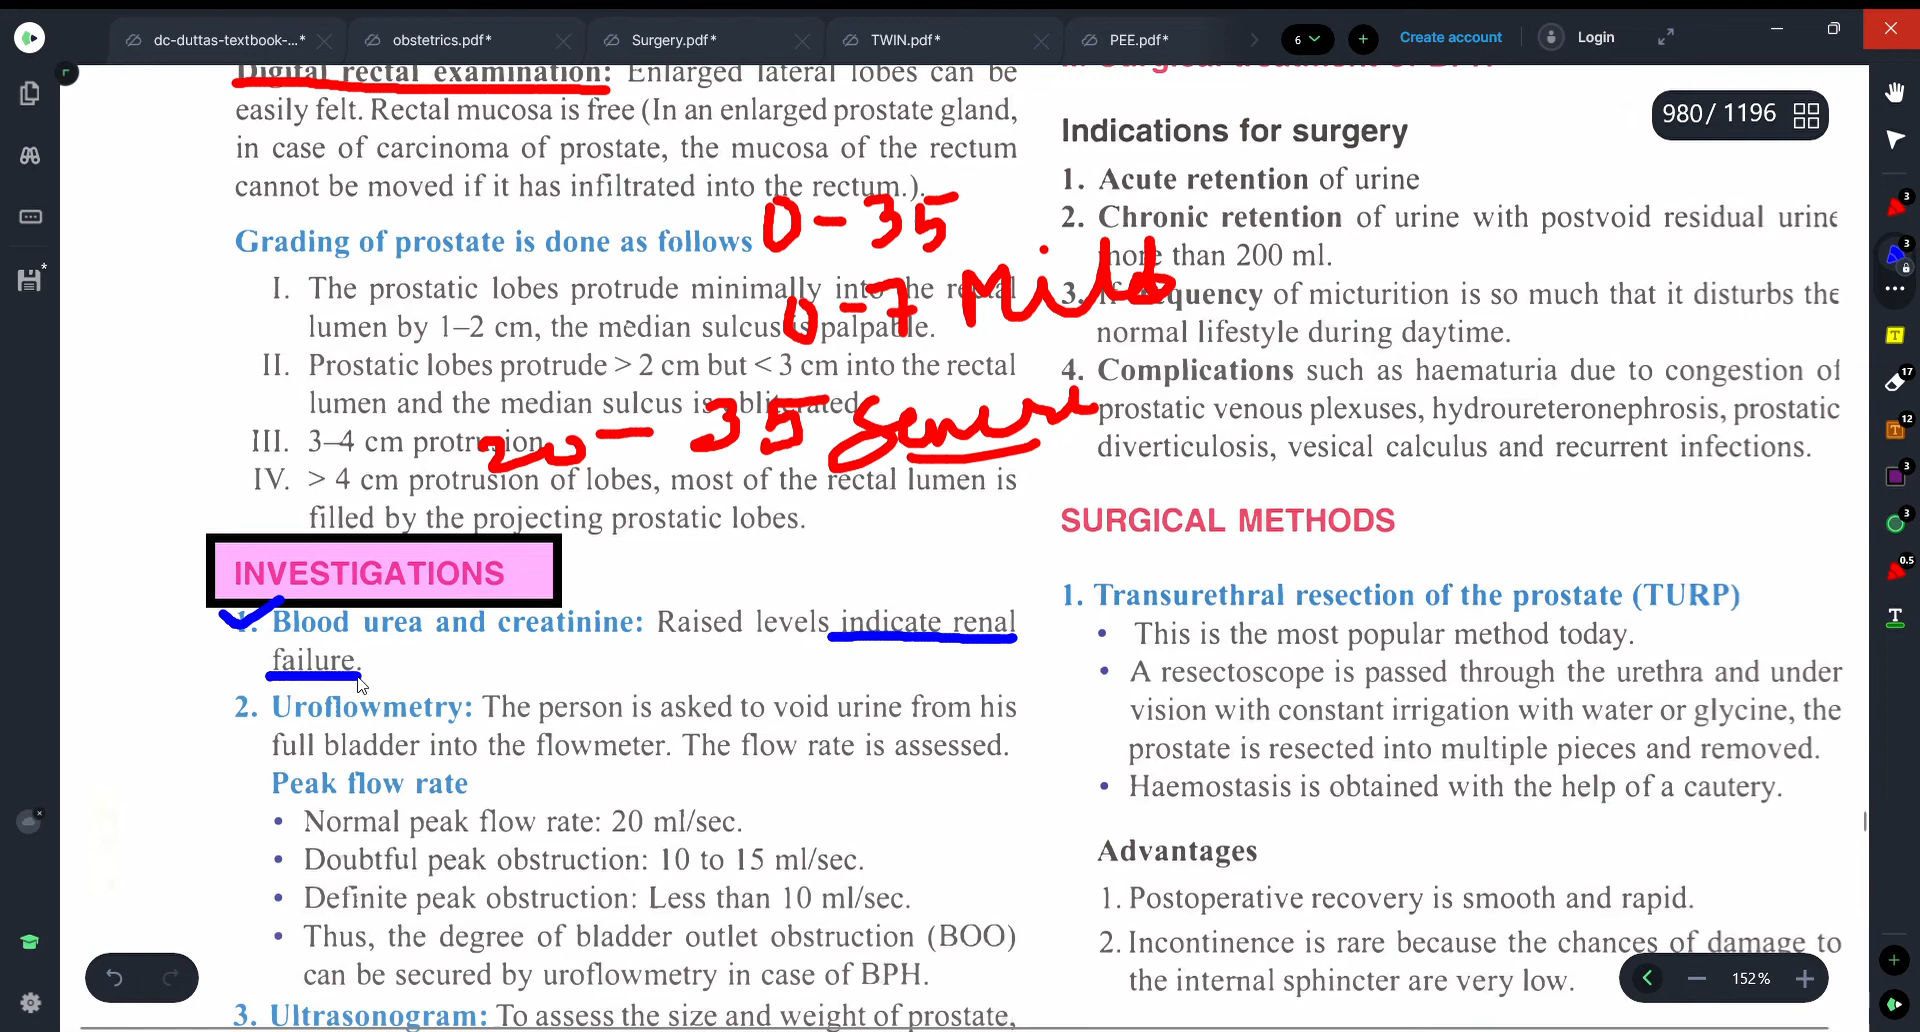 dc-duttas-textbook-...*
obstetrics.pdf*
Surgery.pdf*
TWIN.pdf*
PEE.pdf*
6
Create account
Login
980 / 1196
Digital rectal examination: Enlarged lateral lobes can be
easily felt. Rectal mucosa is free (In an enlarged prostate gland,
in case of carcinoma of prostate, the mucosa of the rectum
cannot be moved if it has infiltrated into the rectum.).
0 - 35
Grading of prostate is done as follows
0 - 7 Mild
I. The prostatic lobes protrude minimally into the rectal
lumen by 1–2 cm, the median sulcus is palpable.
II. Prostatic lobes protrude > 2 cm but < 3 cm into the rectal
lumen and the median sulcus is obliterated.
20 - 35 Severe
III. 3–4 cm protrusion
IV. > 4 cm protrusion of lobes, most of the rectal lumen is
filled by the projecting prostatic lobes.
INVESTIGATIONS
1. Blood urea and creatinine: Raised levels indicate renal
failure.
2. Uroflowmetry: The person is asked to void urine from his
full bladder into the flowmeter. The flow rate is assessed.
Peak flow rate
• Normal peak flow rate: 20 ml/sec.
• Doubtful peak obstruction: 10 to 15 ml/sec.
• Definite peak obstruction: Less than 10 ml/sec.
• Thus, the degree of bladder outlet obstruction (BOO)
can be secured by uroflowmetry in case of BPH.
3. Ultrasonogram: To assess the size and weight of prostate,
Indications for surgery
1. Acute retention of urine
2. Chronic retention of urine with postvoid residual urine
more than 200 ml.
3. If frequency of micturition is so much that it disturbs the
normal lifestyle during daytime.
4. Complications such as haematuria due to congestion of
prostatic venous plexuses, hydroureteronephrosis, prostatic
diverticulosis, vesical calculus and recurrent infections.
SURGICAL METHODS
1. Transurethral resection of the prostate (TURP)
• This is the most popular method today.
• A resectoscope is passed through the urethra and under
vision with constant irrigation with water or glycine, the
prostate is resected into multiple pieces and removed.
• Haemostasis is obtained with the help of a cautery.
Advantages
1. Postoperative recovery is smooth and rapid.
2. Incontinence is rare because the chances of damage to
the internal sphincter are very low.
152%
3
3
17
12
3
3
0.5